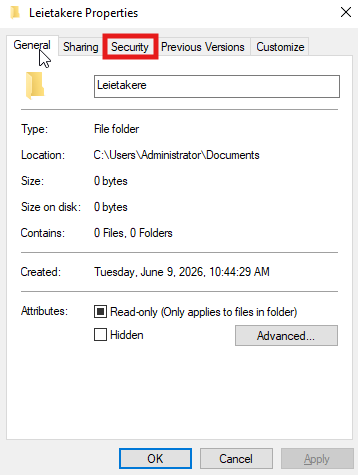 Leietakere Properties
General Sharing Security Previous Versions Customize
Leietakere
Type: File folder
Location: C:\Users\Administrator\Documents
Size: 0 bytes
Size on disk: 0 bytes
Contains: 0 Files, 0 Folders
Created: Tuesday, June 9, 2026, 10:44:29 AM
Attributes: Read-only (Only applies to files in folder)
Hidden Advanced...
OK Cancel Apply